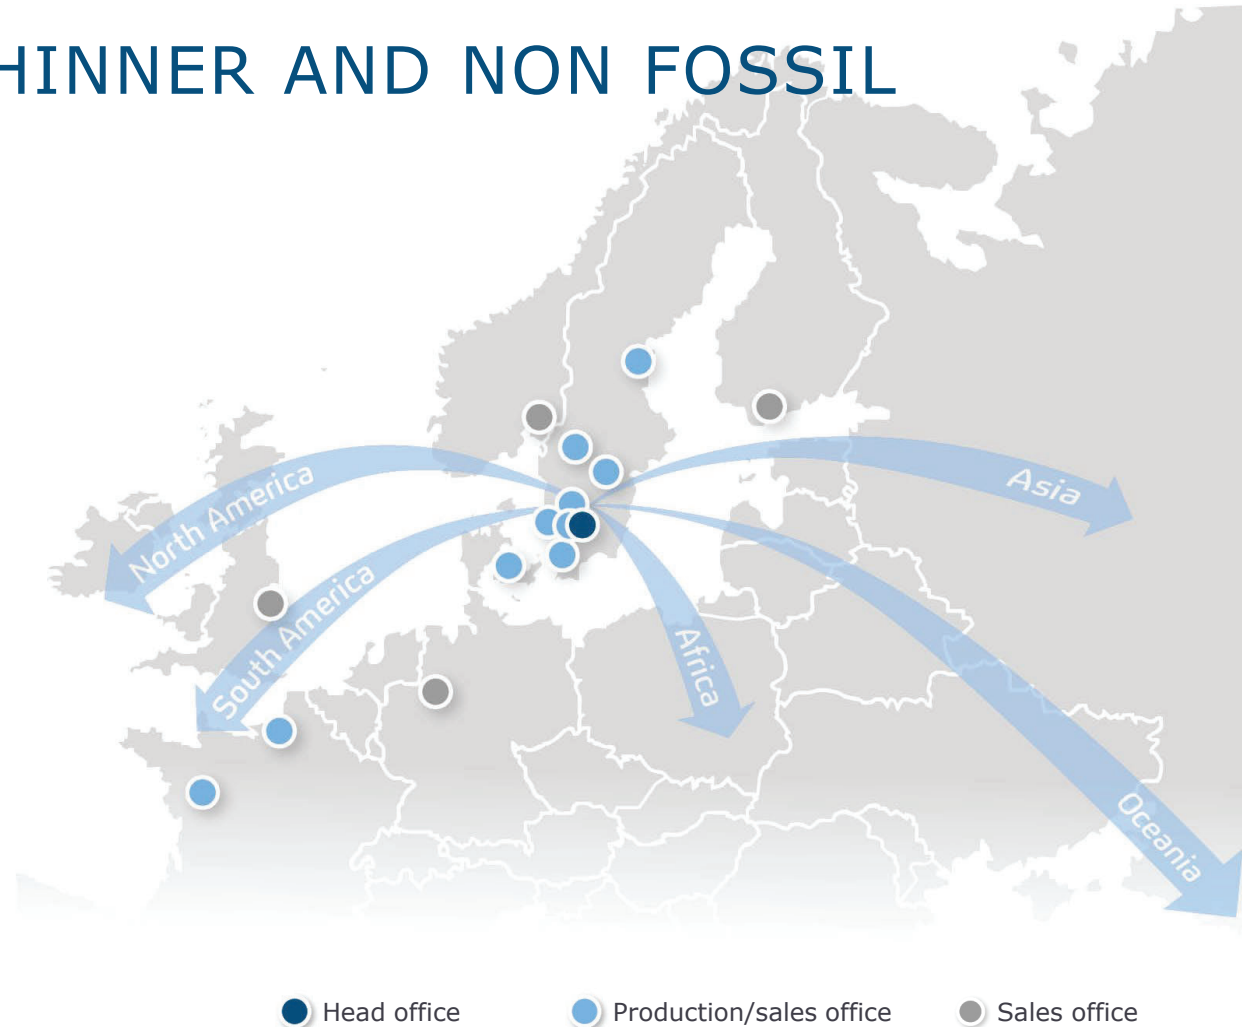 HINNER AND NON FOSSIL
North America
South America
Africa
Asia
Oceania
Head office
Production/sales office
Sales office